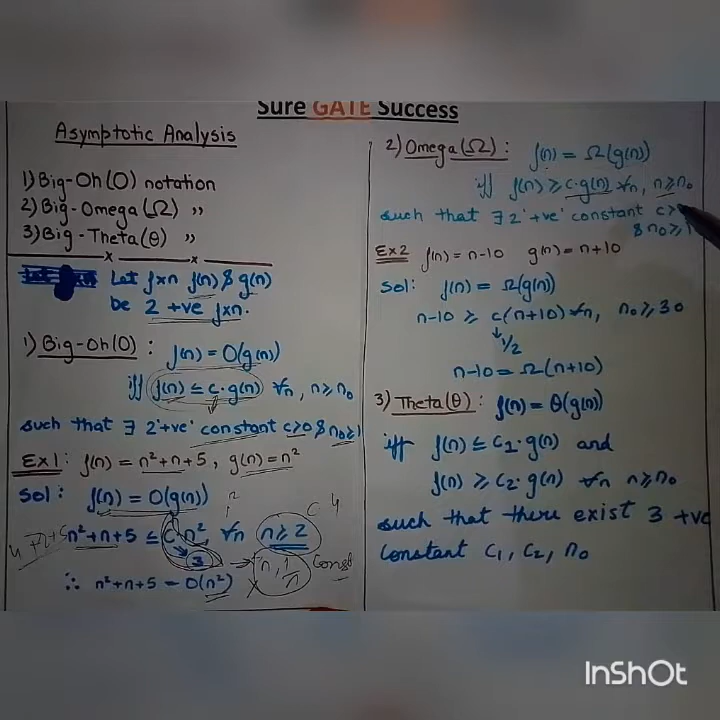 Sure GATE Success
Asymptotic Analysis
1) Big-Oh(O) notation
2) Big-Omega(Ω) ,,
3) Big-Theta(θ) ,,
Let fxn f(n) & g(n)
be 2 +ve fxn.
1) Big-Oh(O) : f(n) = O(g(n))
iff f(n) ≤ c·g(n) ∀n, n≥n₀
such that ∃ 2 '+ve' constant c>0 & n₀≥1
Ex1: f(n) = n²+n+5, g(n) = n²
Sol: f(n) = O(g(n))
n²+n+5 ≤ c·n², ∀n n≥2
3
∴ n²+n+5 = O(n²)
2) Omega(Ω) : f(n) = Ω(g(n))
iff f(n) ≥ c·g(n) ∀n, n≥n₀
such that ∃ 2 '+ve' constant c>
& n₀≥1
Ex2 f(n) = n-10 g(n) = n+10
Sol: f(n) = Ω(g(n))
n-10 ≥ c(n+10) ∀n, n₀≥30
1/2
n-10 = Ω(n+10)
3) Theta(θ) : f(n) = θ(g(n))
iff f(n) ≤ C₁·g(n) and
f(n) ≥ C₂·g(n) ∀n n≥n₀
such that there exist 3 +ve
Constant C₁, C₂, n₀
InShOt